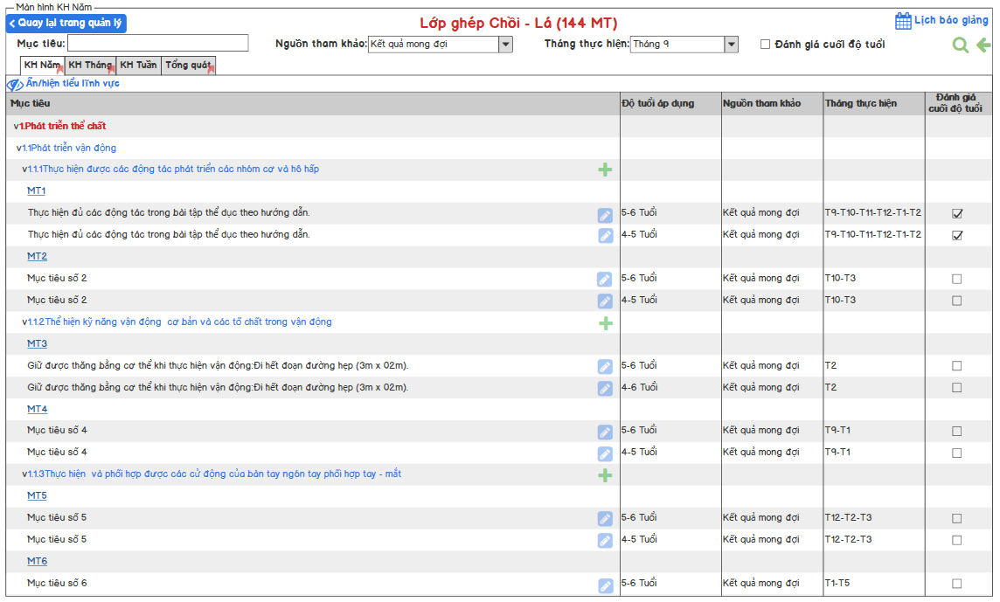 Màn hình KH Năm
Quay lại trang quản lý
Lớp ghép Chồi - Lá (144 MT)
Lịch báo giảng
Mục tiêu:
Nguồn tham khảo: Kết quả mong đợi
Tháng thực hiện: Tháng 9
Đánh giá cuối độ tuổi
KH Năm KH Tháng KH Tuần Tổng quát
Ẩn/hiện tiểu lĩnh vực
Mục tiêu Độ tuổi áp dụng Nguồn tham khảo Tháng thực hiện Đánh giá
cuối độ tuổi
v1.Phát triển thể chất
v1.1Phát triển vận động
v1.1.1Thực hiện được các động tác phát triển các nhóm cơ và hô hấp
MT1
Thực hiện đủ các động tác trong bài tập thể dục theo hướng dẫn. 5-6 Tuổi Kết quả mong đợi T9-T10-T11-T12-T1-T2
Thực hiện đủ các động tác trong bài tập thể dục theo hướng dẫn. 4-5 Tuổi Kết quả mong đợi T9-T10-T11-T12-T1-T2
MT2
Mục tiêu số 2 5-6 Tuổi Kết quả mong đợi T10-T3
Mục tiêu số 2 4-5 Tuổi Kết quả mong đợi T10-T3
v1.1.2Thể hiện kỹ năng vận động cơ bản và các tố chất trong vận động
MT3
Giữ được thăng bằng cơ thể khi thực hiện vận động:Đi hết đoạn đường hẹp (3m x 02m). 5-6 Tuổi Kết quả mong đợi T2
Giữ được thăng bằng cơ thể khi thực hiện vận động:Đi hết đoạn đường hẹp (3m x 02m). 4-6 Tuổi Kết quả mong đợi T2
MT4
Mục tiêu số 4 5-6 Tuổi Kết quả mong đợi T9-T1
Mục tiêu số 4 4-5 Tuổi Kết quả mong đợi T9-T1
v1.1.3Thực hiện và phối hợp được các cử động của bàn tay ngón tay phối hợp tay - mắt
MT5
Mục tiêu số 5 5-6 Tuổi Kết quả mong đợi T12-T2-T3
Mục tiêu số 5 4-5 Tuổi Kết quả mong đợi T12-T2-T3
MT6
Mục tiêu số 6 5-6 Tuổi Kết quả mong đợi T1-T5